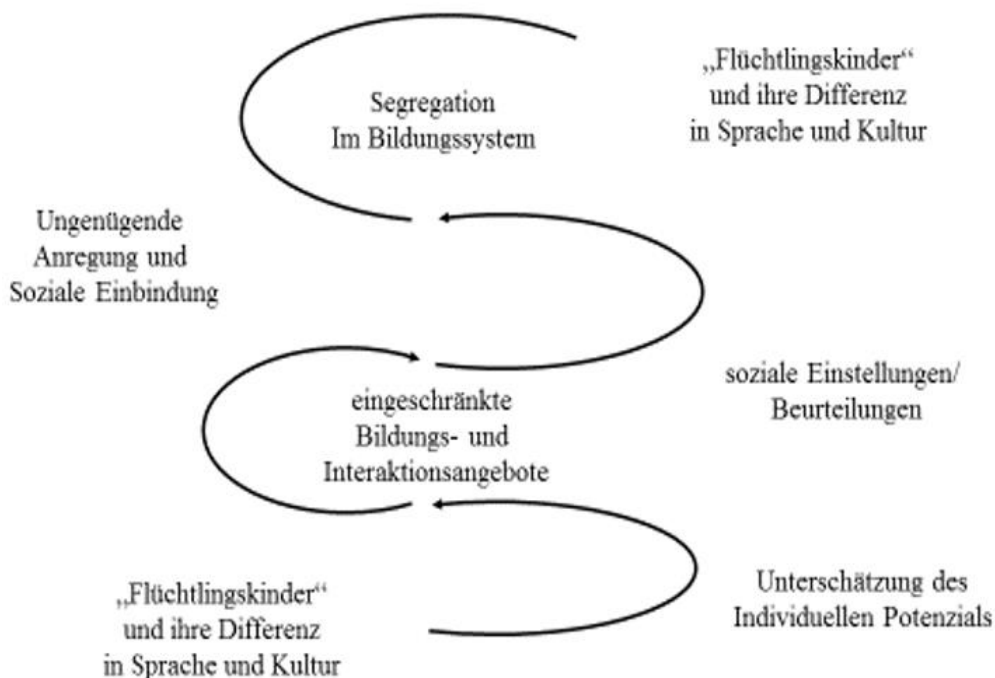 „Flüchtlingskinder“
und ihre Differenz
in Sprache und Kultur
Segregation
Im Bildungssystem
Ungenügende
Anregung und
Soziale Einbindung
soziale Einstellungen/
Beurteilungen
eingeschränkte
Bildungs- und
Interaktionsangebote
Unterschätzung des
Individuellen Potenzials
„Flüchtlingskinder“
und ihre Differenz
in Sprache und Kultur